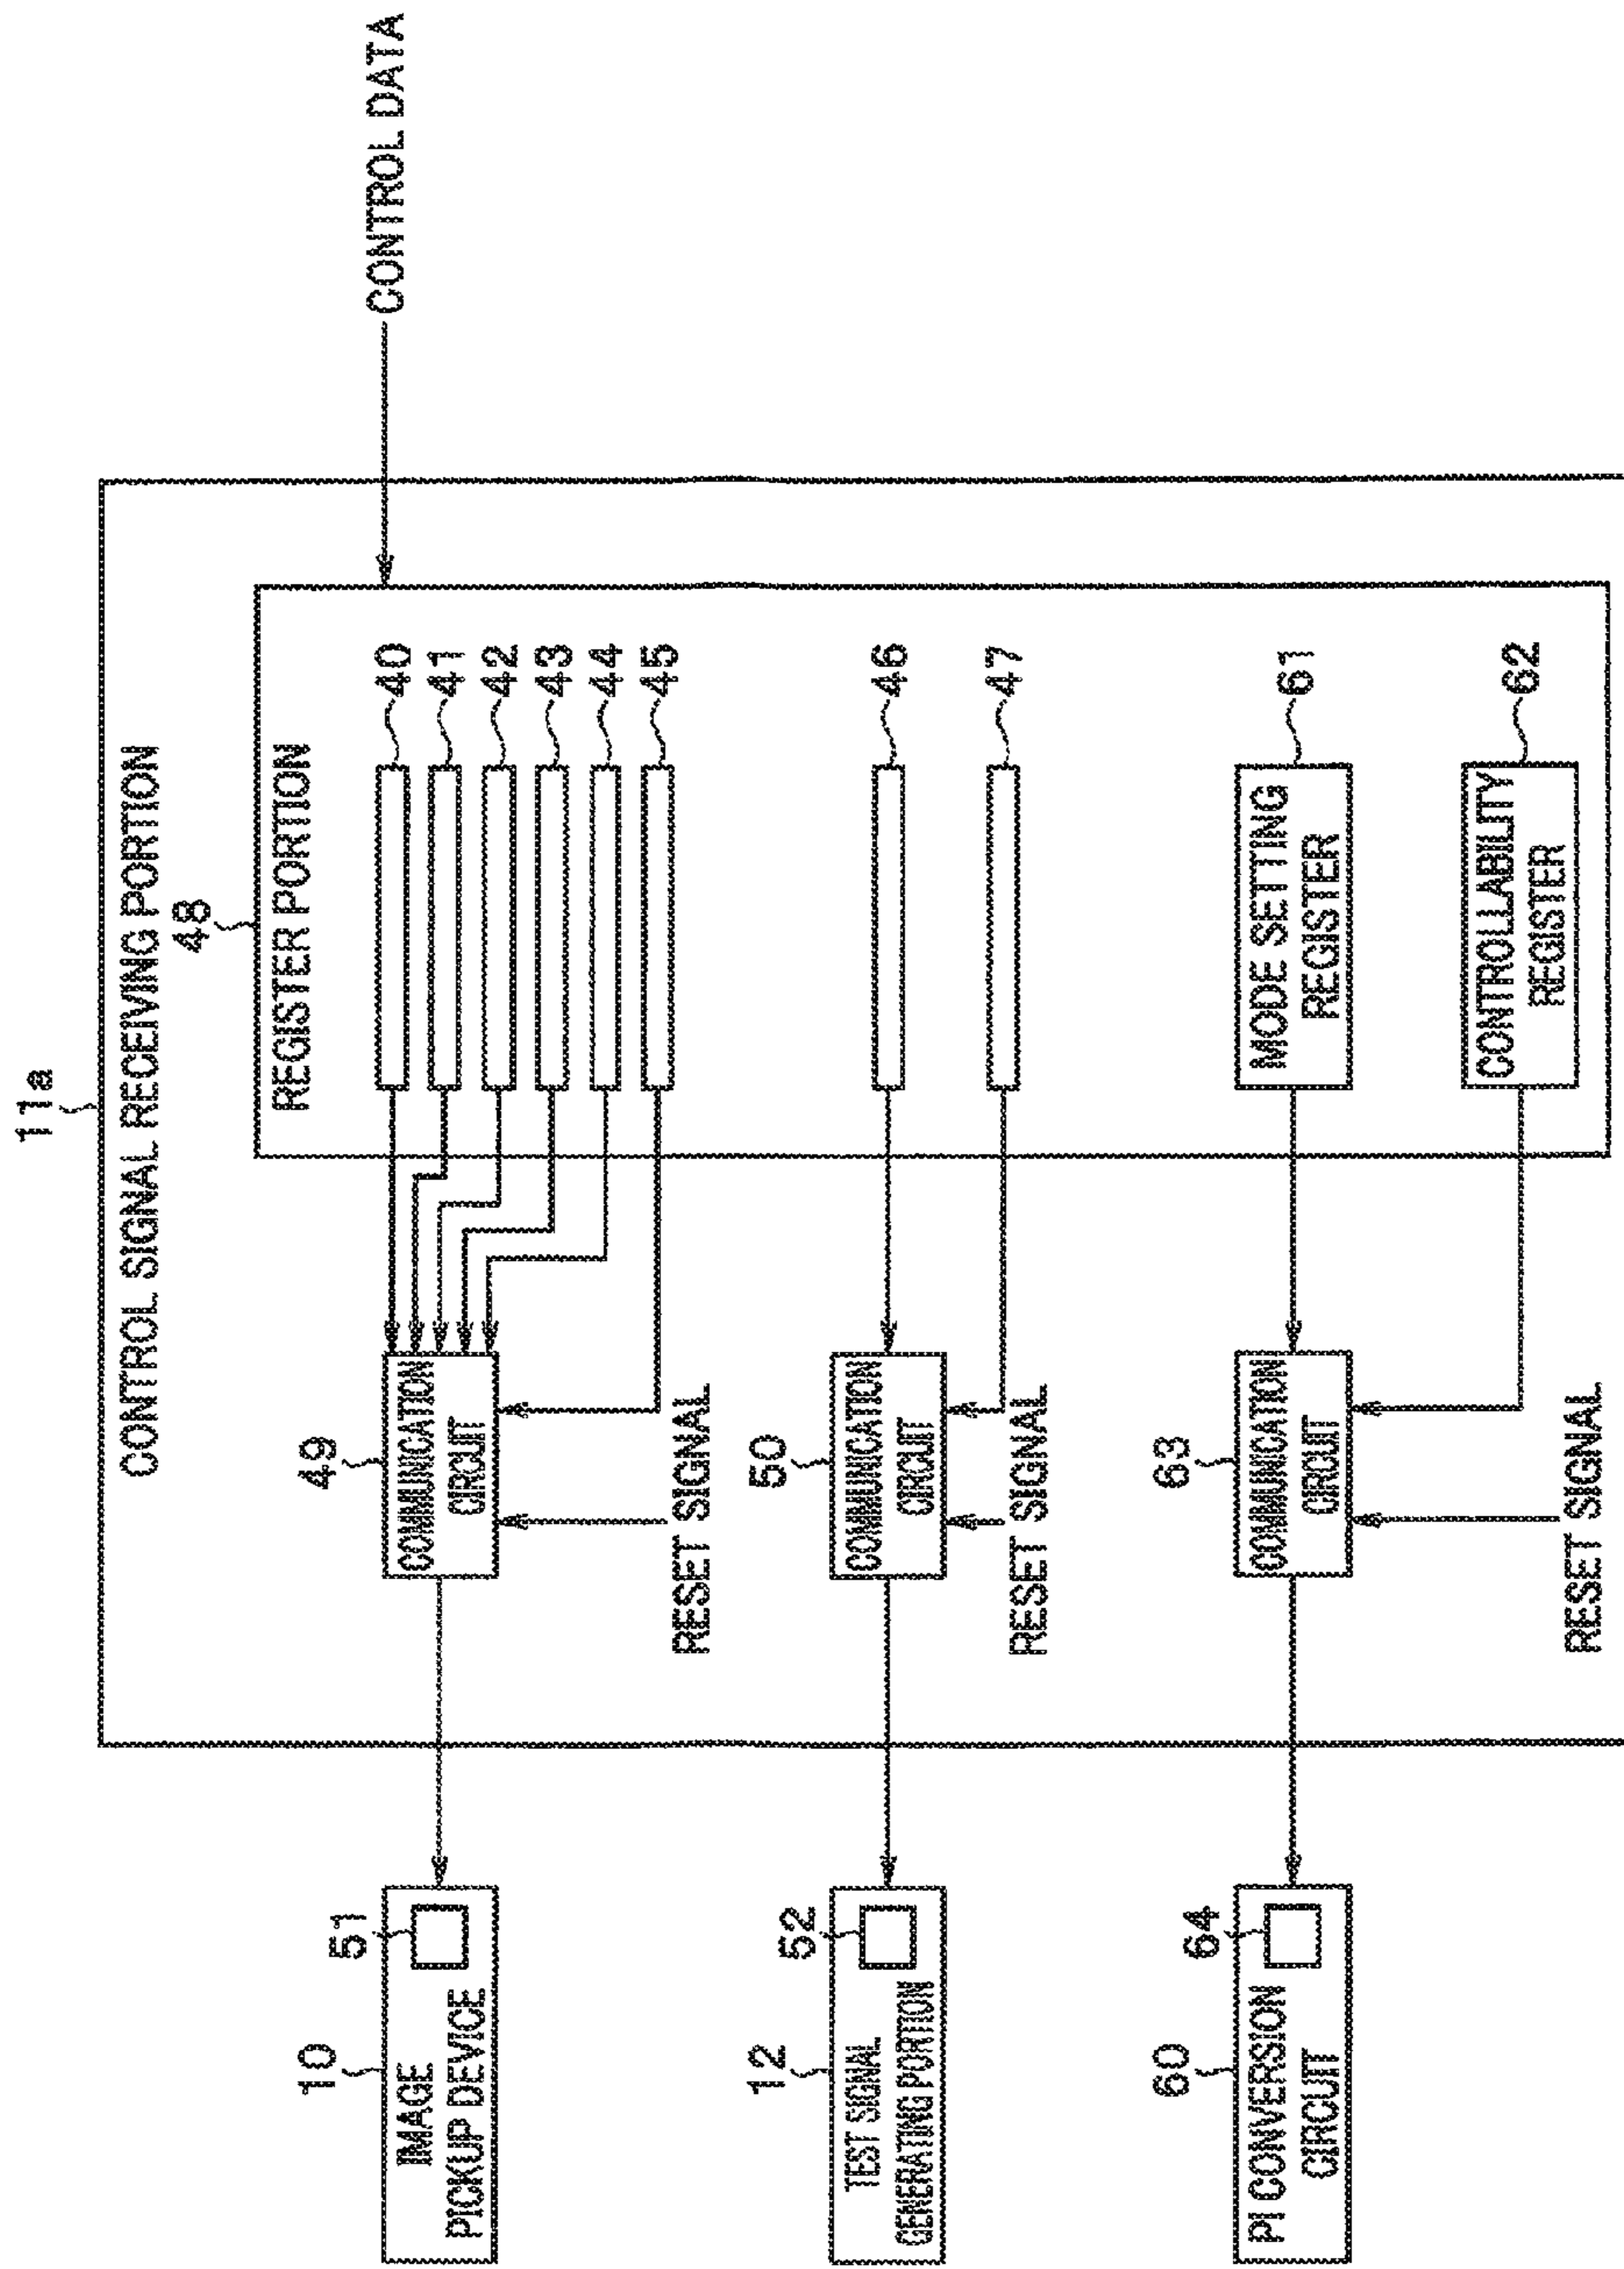 11a
CONTROL SIGNAL RECEIVING PORTION
48
REGISTER PORTION
CONTROL DATA
10
IMAGE
PICKUP DEVICE
51
49
COMMUNICATION
CIRCUIT
RESET SIGNAL
40
41
42
43
44
45
12
TEST SIGNAL
GENERATING PORTION
52
50
COMMUNICATION
CIRCUIT
RESET SIGNAL
46
47
60
PI CONVERSION
CIRCUIT
64
63
COMMUNICATION
CIRCUIT
RESET SIGNAL
MODE SETTING
REGISTER
61
CONTROLLABILITY
REGISTER
62